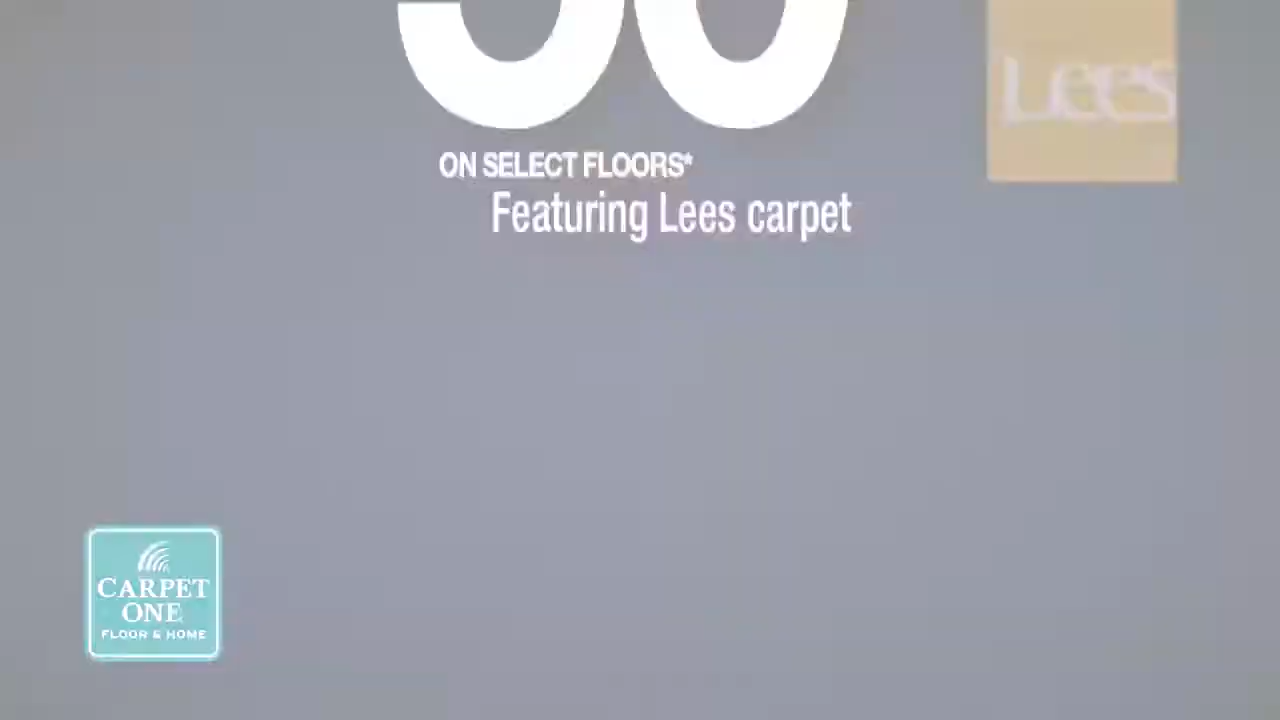 Lees
ON SELECT FLOORS*
Featuring Lees carpet
CARPET
ONE
FLOOR & HOME